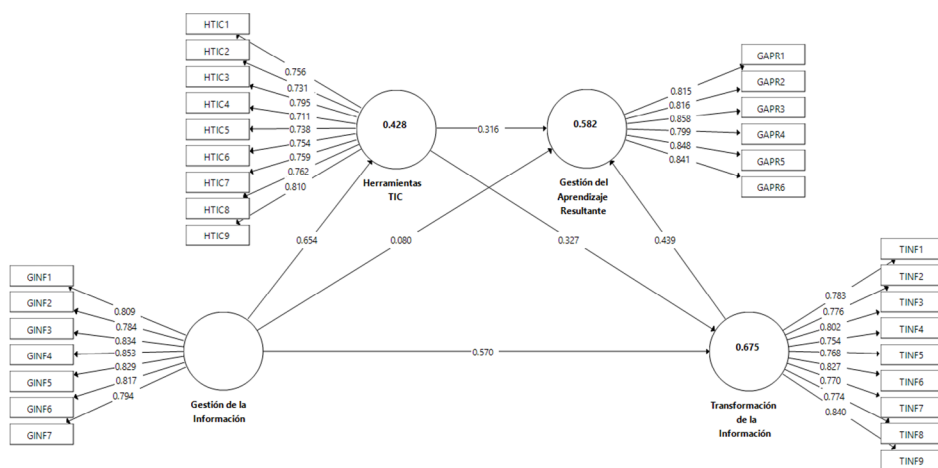 HTIC1
HTIC2
HTIC3
HTIC4
HTIC5
HTIC6
HTIC7
HTIC8
HTIC9
0.756
0.731
0.795
0.711
0.738
0.754
0.759
0.762
0.810
0.428
Herramientas
TIC
0.316
0.582
Gestión del
Aprendizaje
Resultante
0.815
0.816
0.858
0.799
0.848
0.841
GAPR1
GAPR2
GAPR3
GAPR4
GAPR5
GAPR6
0.654
0.080
0.327
0.439
GINF1
GINF2
GINF3
GINF4
GINF5
GINF6
GINF7
0.809
0.784
0.834
0.853
0.829
0.817
0.794
Gestión de la
Información
0.570
0.675
Transformación
de la
Información
0.783
0.776
0.802
0.754
0.768
0.827
0.770
0.774
0.840
TINF1
TINF2
TINF3
TINF4
TINF5
TINF6
TINF7
TINF8
TINF9